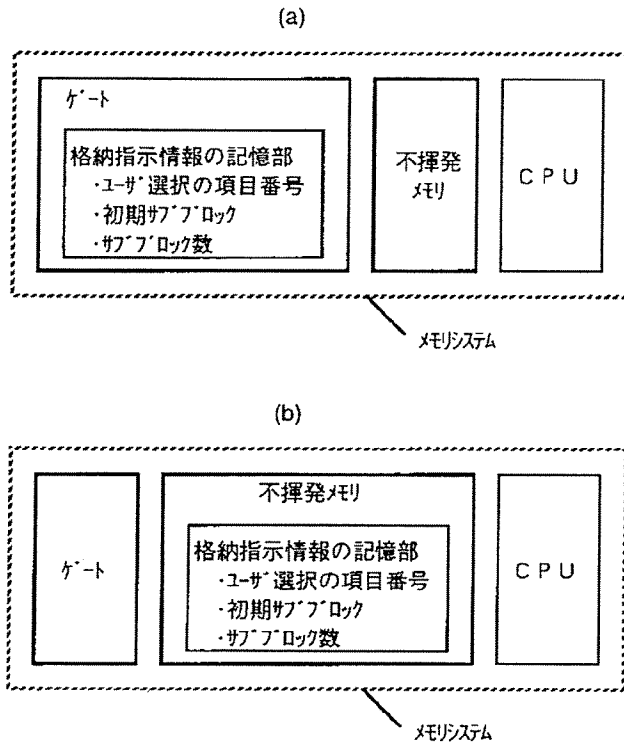 (a)
ゲート
格納指示情報の記憶部
・ユーザ選択の項目番号
・初期サブブロック
・サブブロック数
不揮発
メモリ
ＣＰＵ
メモリシステム
(b)
ゲート
不揮発メモリ
格納指示情報の記憶部
・ユーザ選択の項目番号
・初期サブブロック
・サブブロック数
ＣＰＵ
メモリシステム